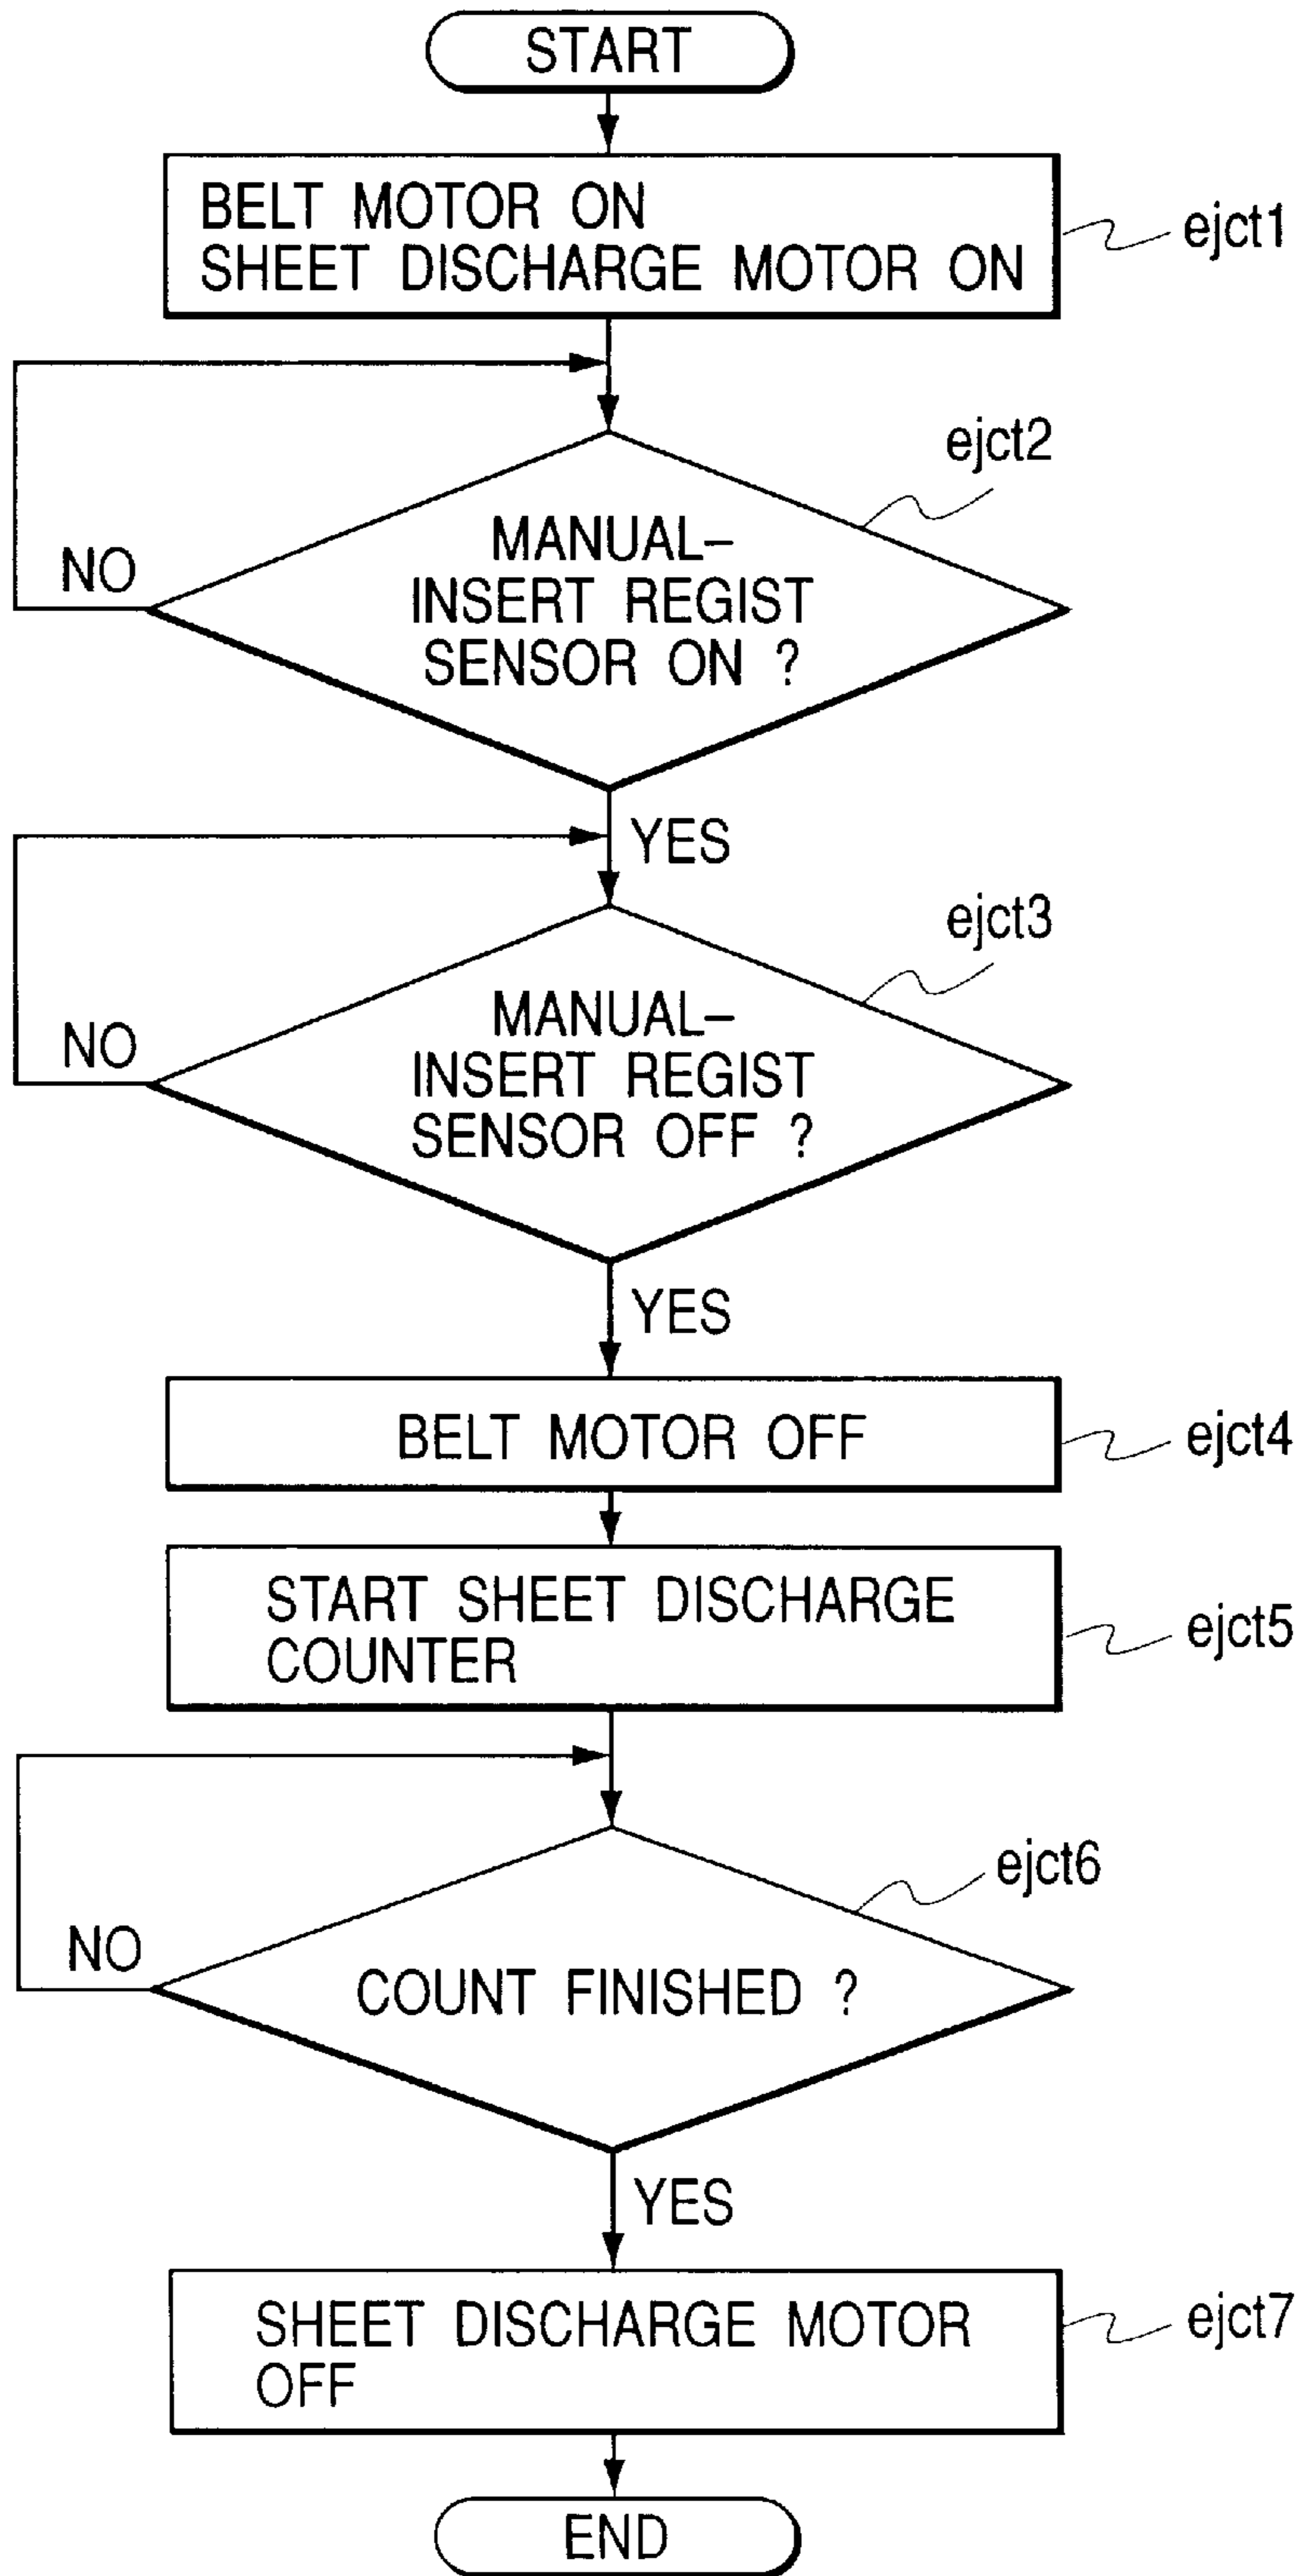 START
BELT MOTOR ON
SHEET DISCHARGE MOTOR ON
ejct1
ejct2
MANUAL–
INSERT REGIST
SENSOR ON ?
NO
YES
ejct3
MANUAL–
INSERT REGIST
SENSOR OFF ?
NO
YES
BELT MOTOR OFF
ejct4
START SHEET DISCHARGE
COUNTER
ejct5
ejct6
COUNT FINISHED ?
NO
YES
SHEET DISCHARGE MOTOR
OFF
ejct7
END